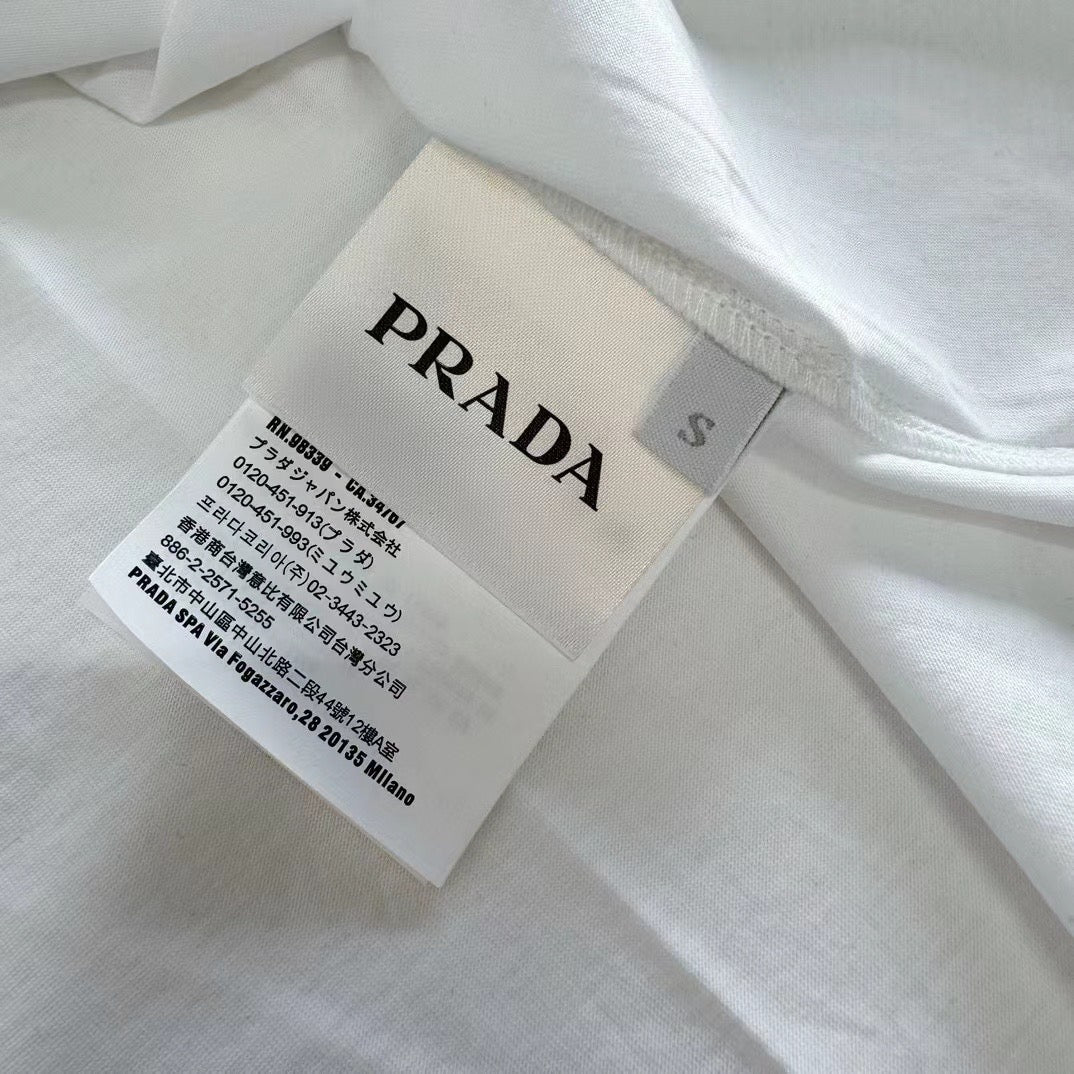 PRADA
S
RN.98339 - CA.34767
プラダジャパン株式会社
0120-451-913(プラダ)
0120-451-993(ミュウミュウ)
프라다코리아(주)02-3443-2323
香港商台灣意比有限公司台灣分公司
886-2-2571-5255
臺北市中山區中山北路二段44號12樓A室
PRADA SPA Via Fogazzaro,28 20135 Milano